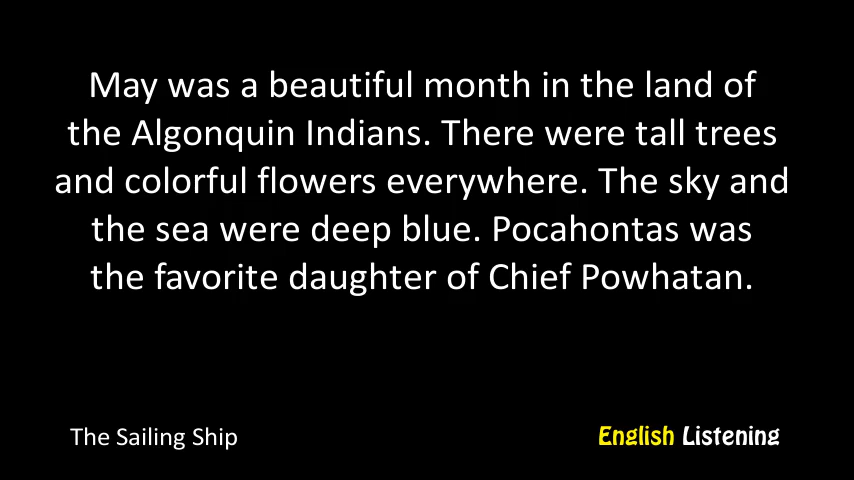 May was a beautiful month in the land of
the Algonquin Indians. There were tall trees
and colorful flowers everywhere. The sky and
the sea were deep blue. Pocahontas was
the favorite daughter of Chief Powhatan.
The Sailing Ship
English Listening